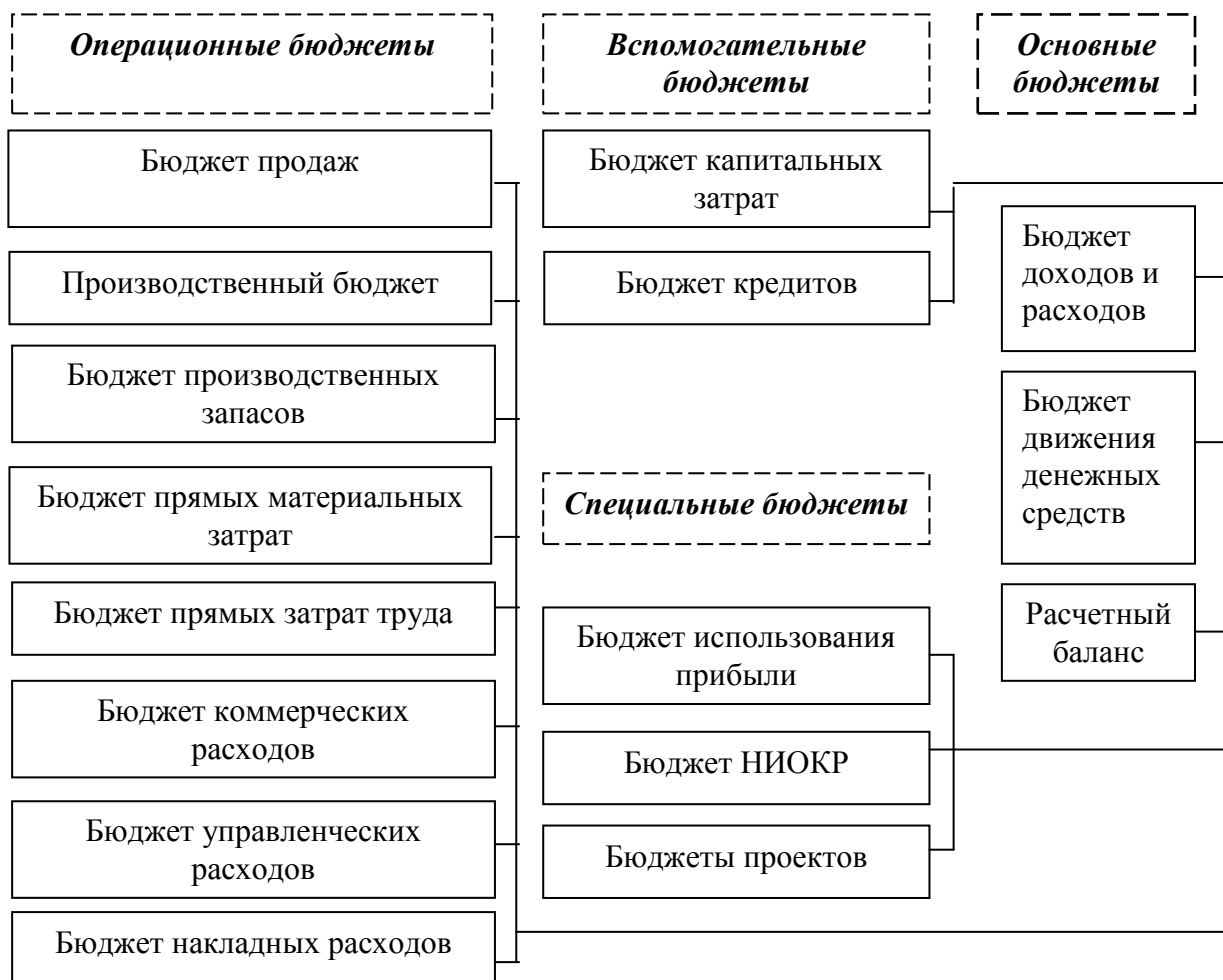 Операционные бюджеты
Бюджет продаж
Производственный бюджет
Бюджет производственных
запасов
Бюджет прямых материальных
затрат
Бюджет прямых затрат труда
Бюджет коммерческих
расходов
Бюджет управленческих
расходов
Бюджет накладных расходов
Вспомогательные
бюджеты
Бюджет капитальных
затрат
Бюджет кредитов
Специальные бюджеты
Бюджет использования
прибыли
Бюджет НИОКР
Бюджеты проектов
Основные
бюджеты
Бюджет
доходов и
расходов
Бюджет
движения
денежных
средств
Расчетный
баланс